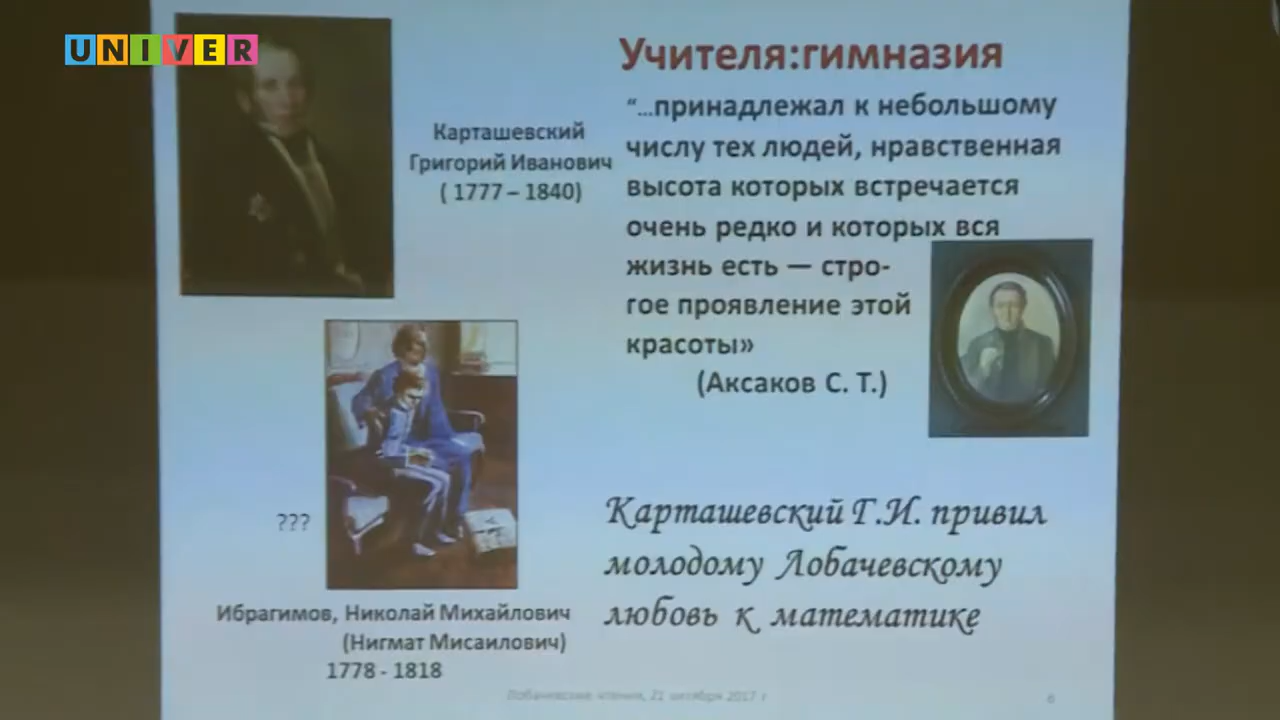 UNIVER
Учителя:гимназия
Карташевский
Григорий Иванович
( 1777 – 1840)
“…принадлежал к небольшому
числу тех людей, нравственная
высота которых встречается
очень редко и которых вся
жизнь есть — стро-
гое проявление этой
красоты»
(Аксаков С. Т.)
???
Ибрагимов, Николай Михайлович
(Нигмат Мисаилович)
1778 - 1818
Карташевский Г.И. привил
молодому Лобачевскому
любовь к математике
Лобачевские чтения, 21 октября 2017 г
6